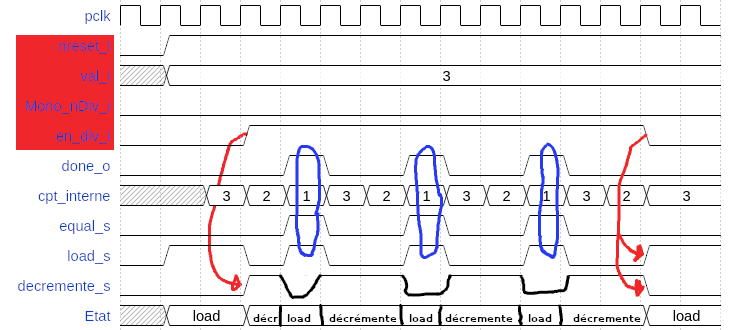 pclk
nreset_i
val_i 3
Mono_nDiv_i
en_div_i
done_o
cpt_interne 3 2 1 3 2 1 3 2 1 3 2 3
equal_s
load_s
decremente_s
Etat load décr load décrémente load décremente load décremente load